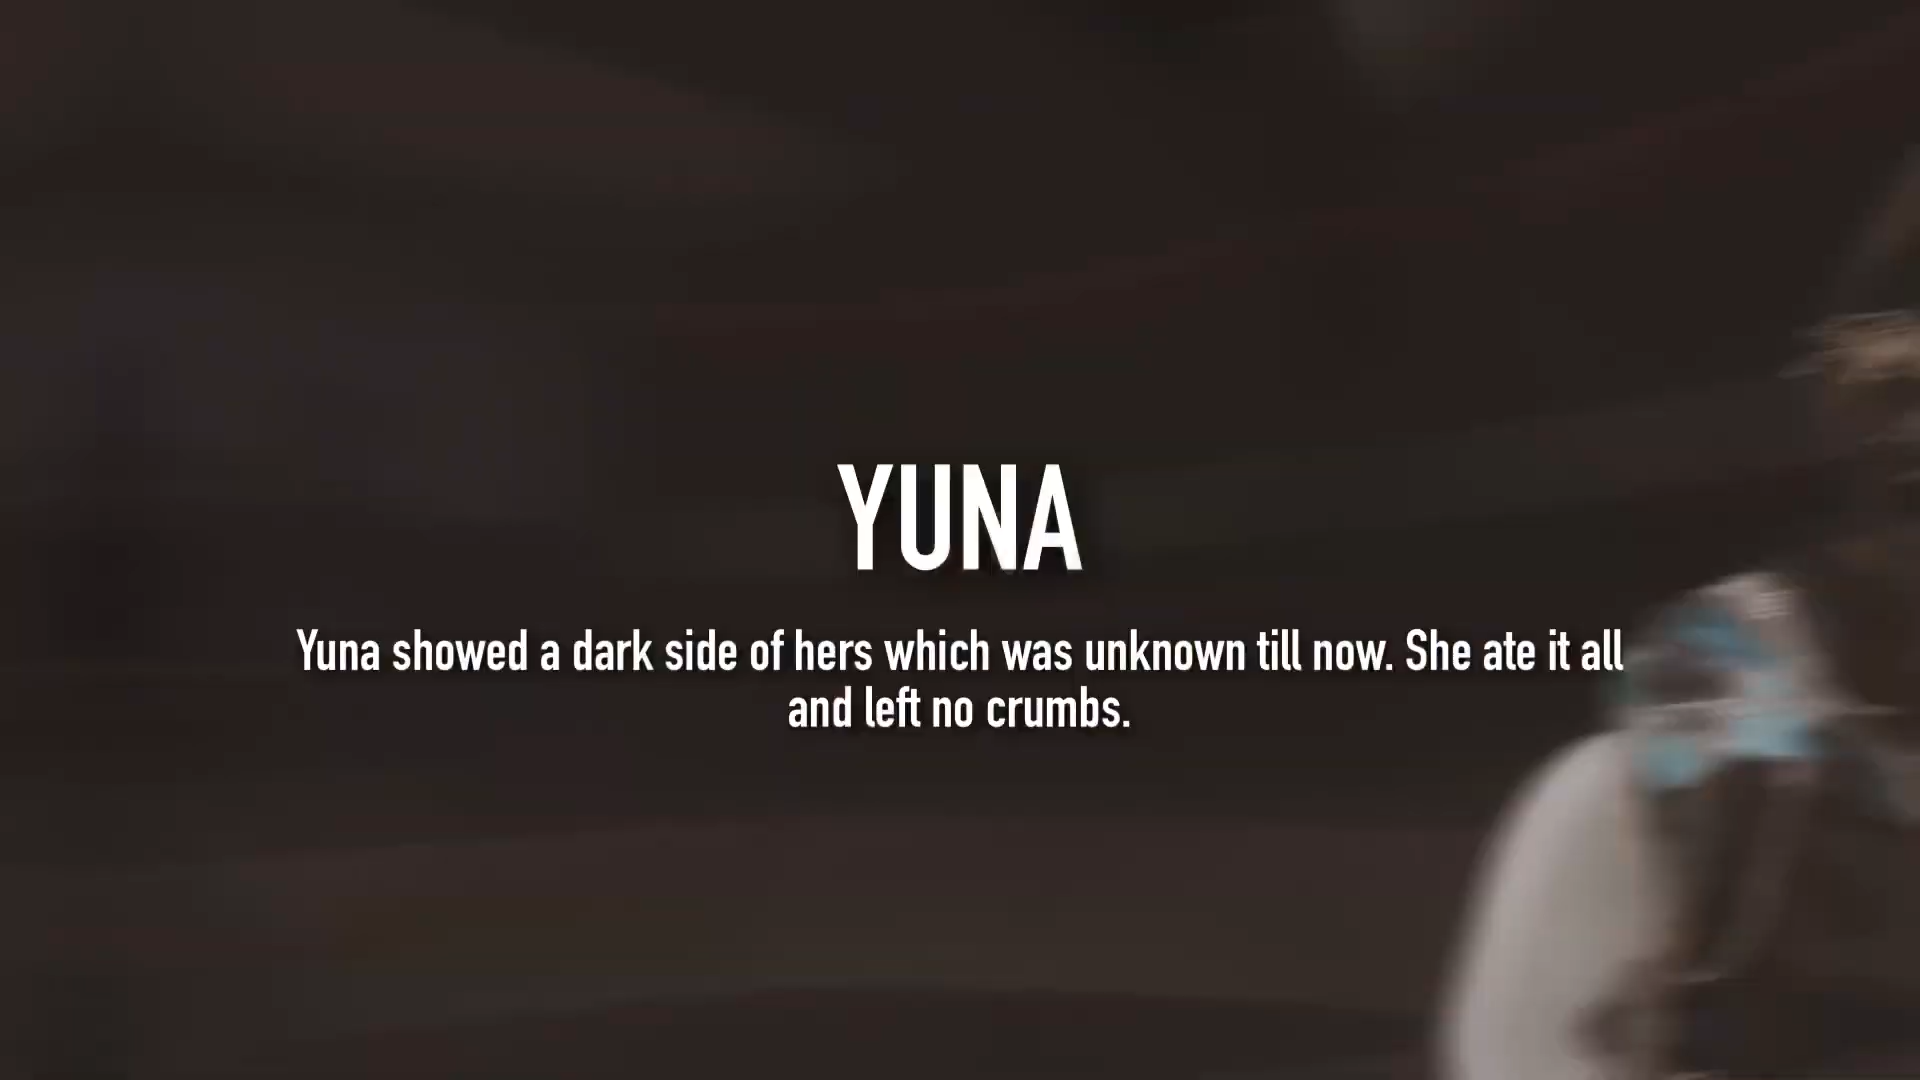 YUNA
Yuna showed a dark side of hers which was unknown till now. She ate it all
and left no crumbs.